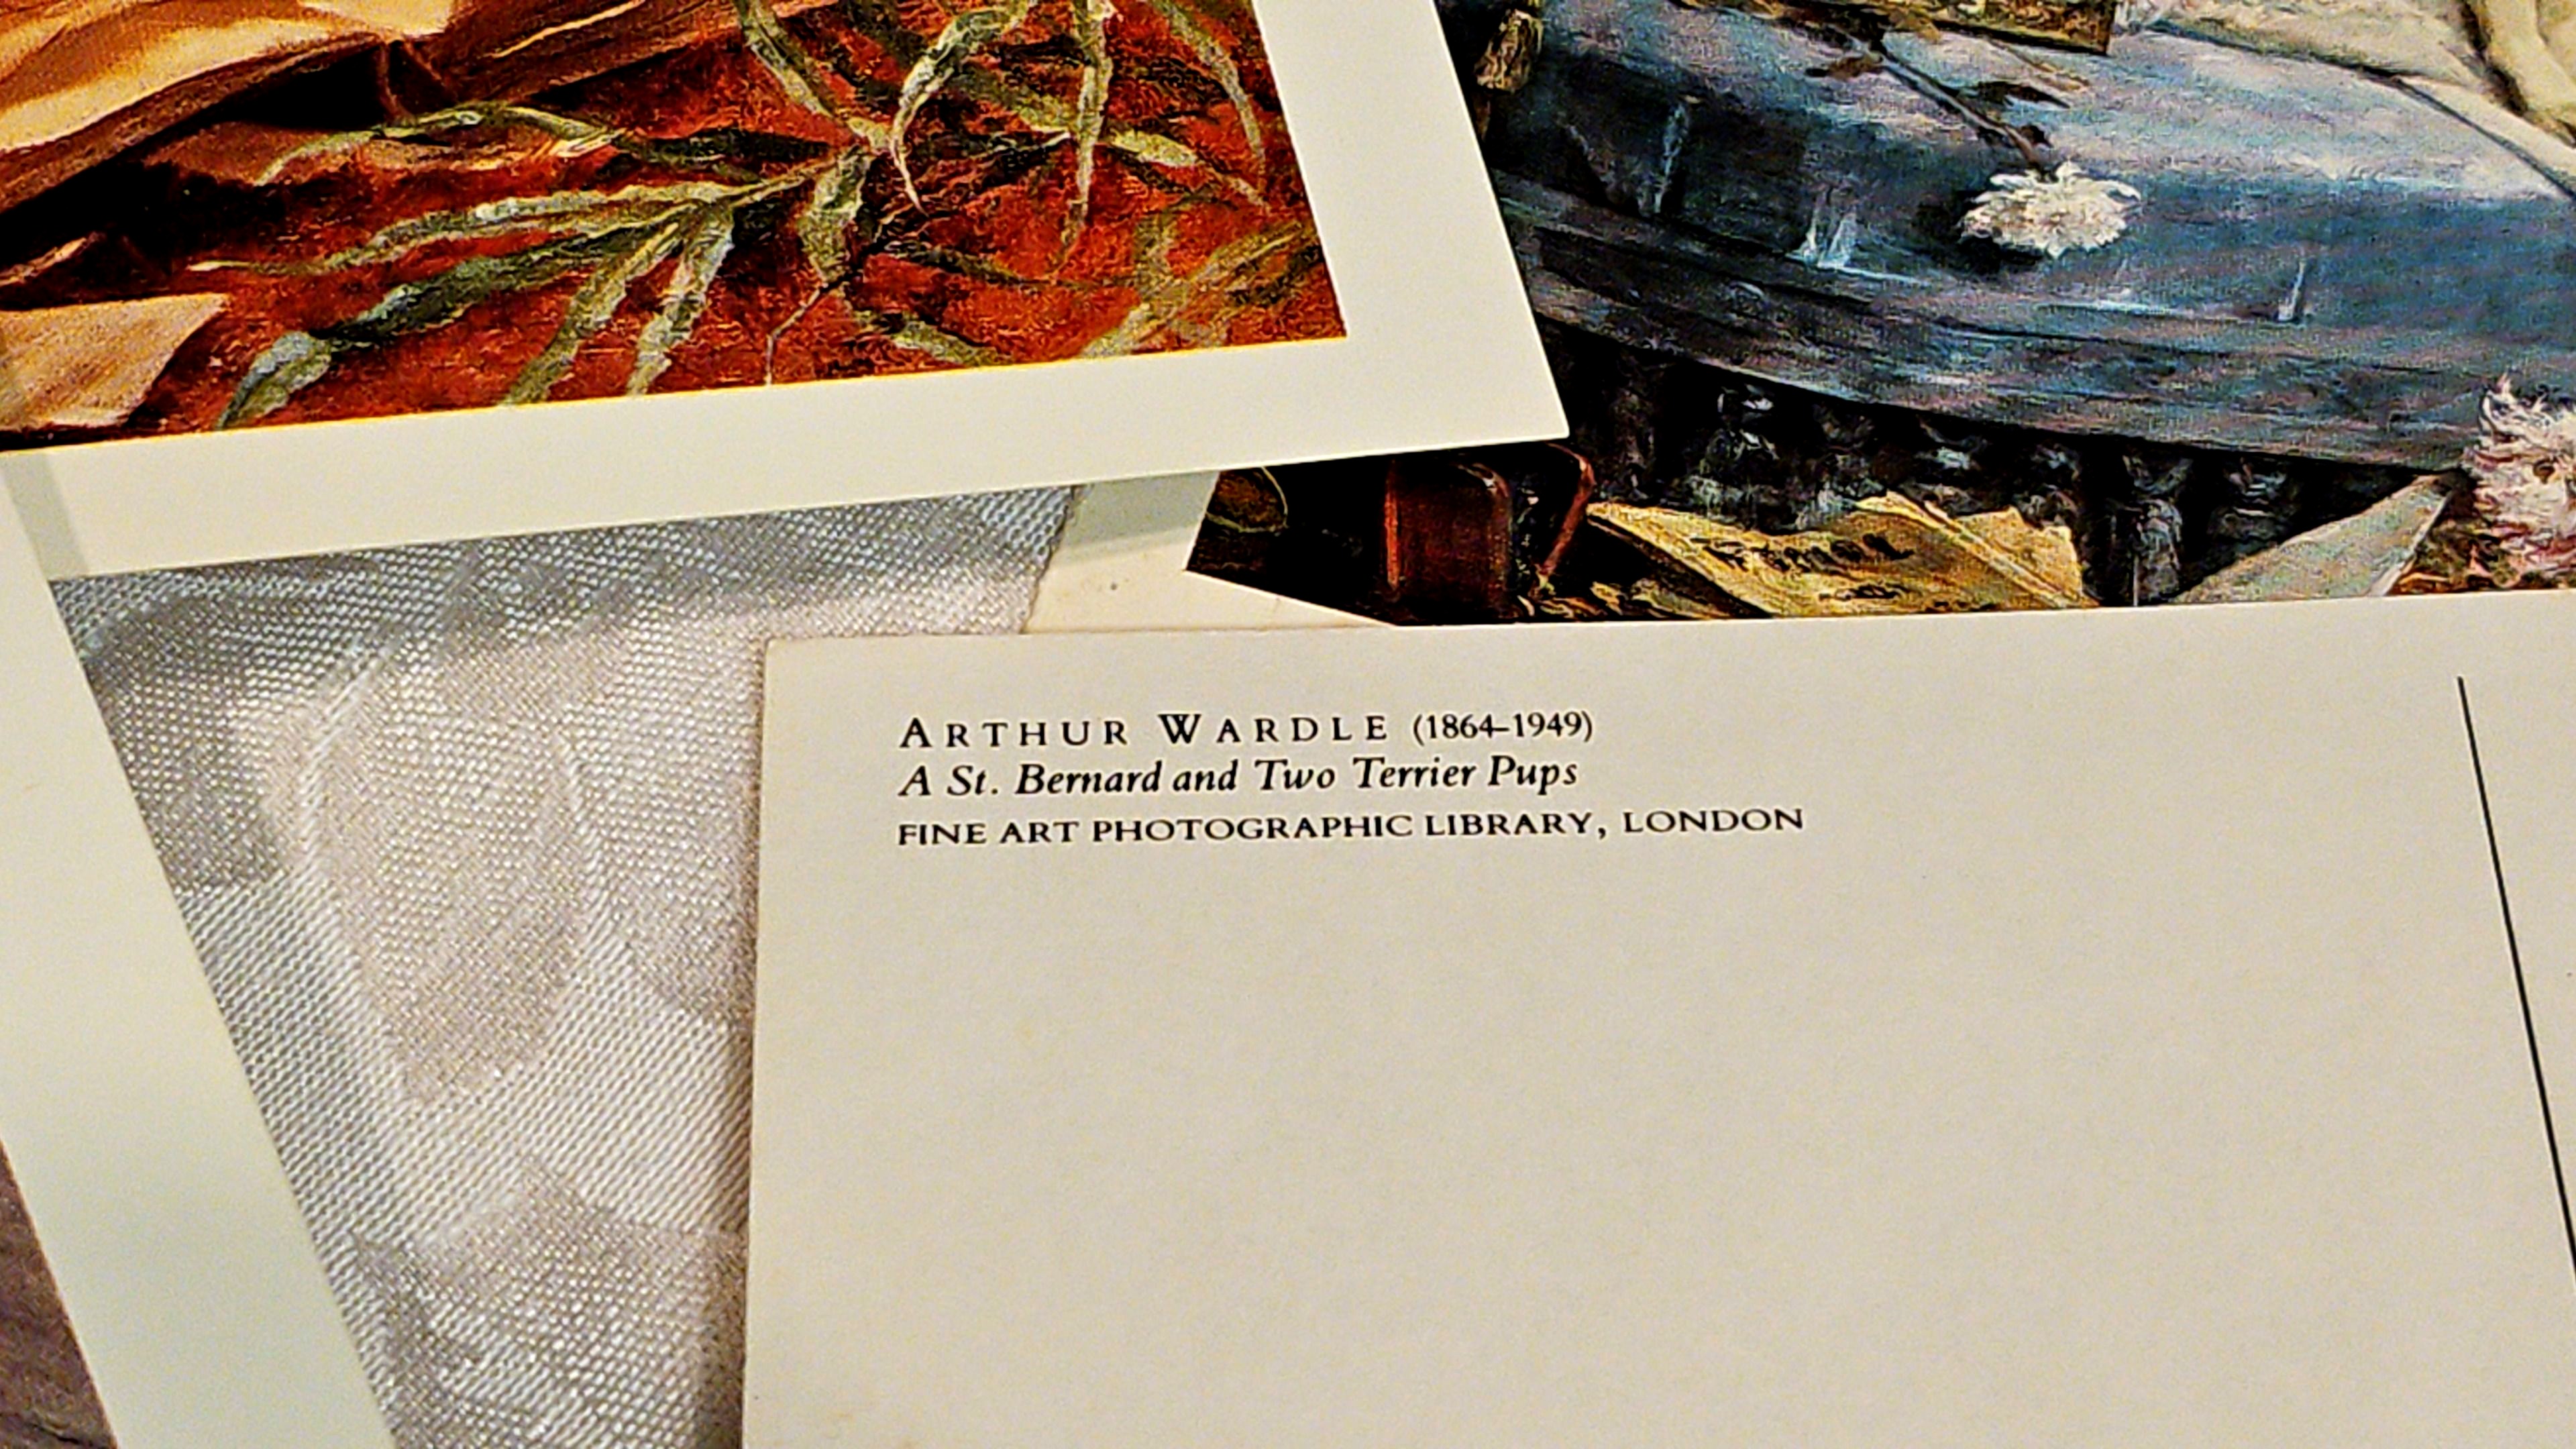 ARTHUR WARDLE (1864–1949)
A St. Bernard and Two Terrier Pups
FINE ART PHOTOGRAPHIC LIBRARY, LONDON